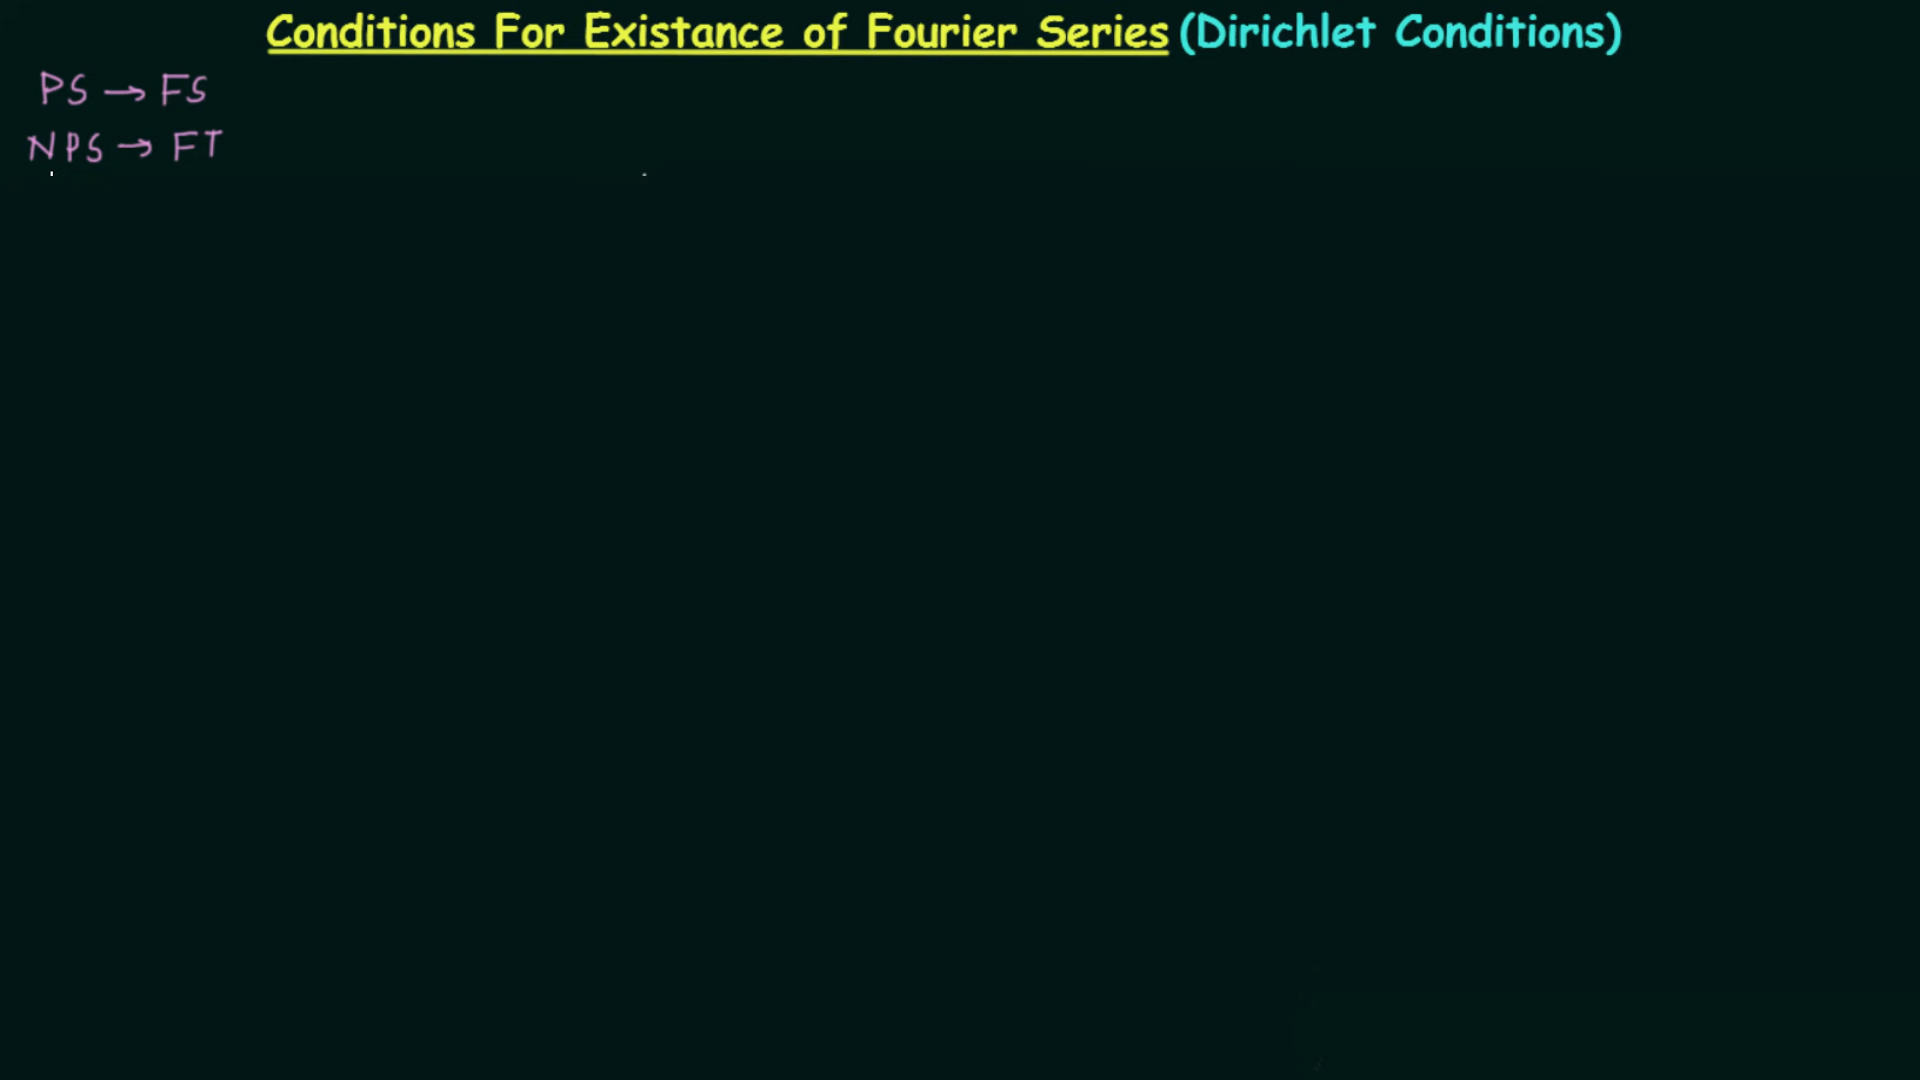 Conditions For Existance of Fourier Series (Dirichlet Conditions)
PS → FS
NPS → FT